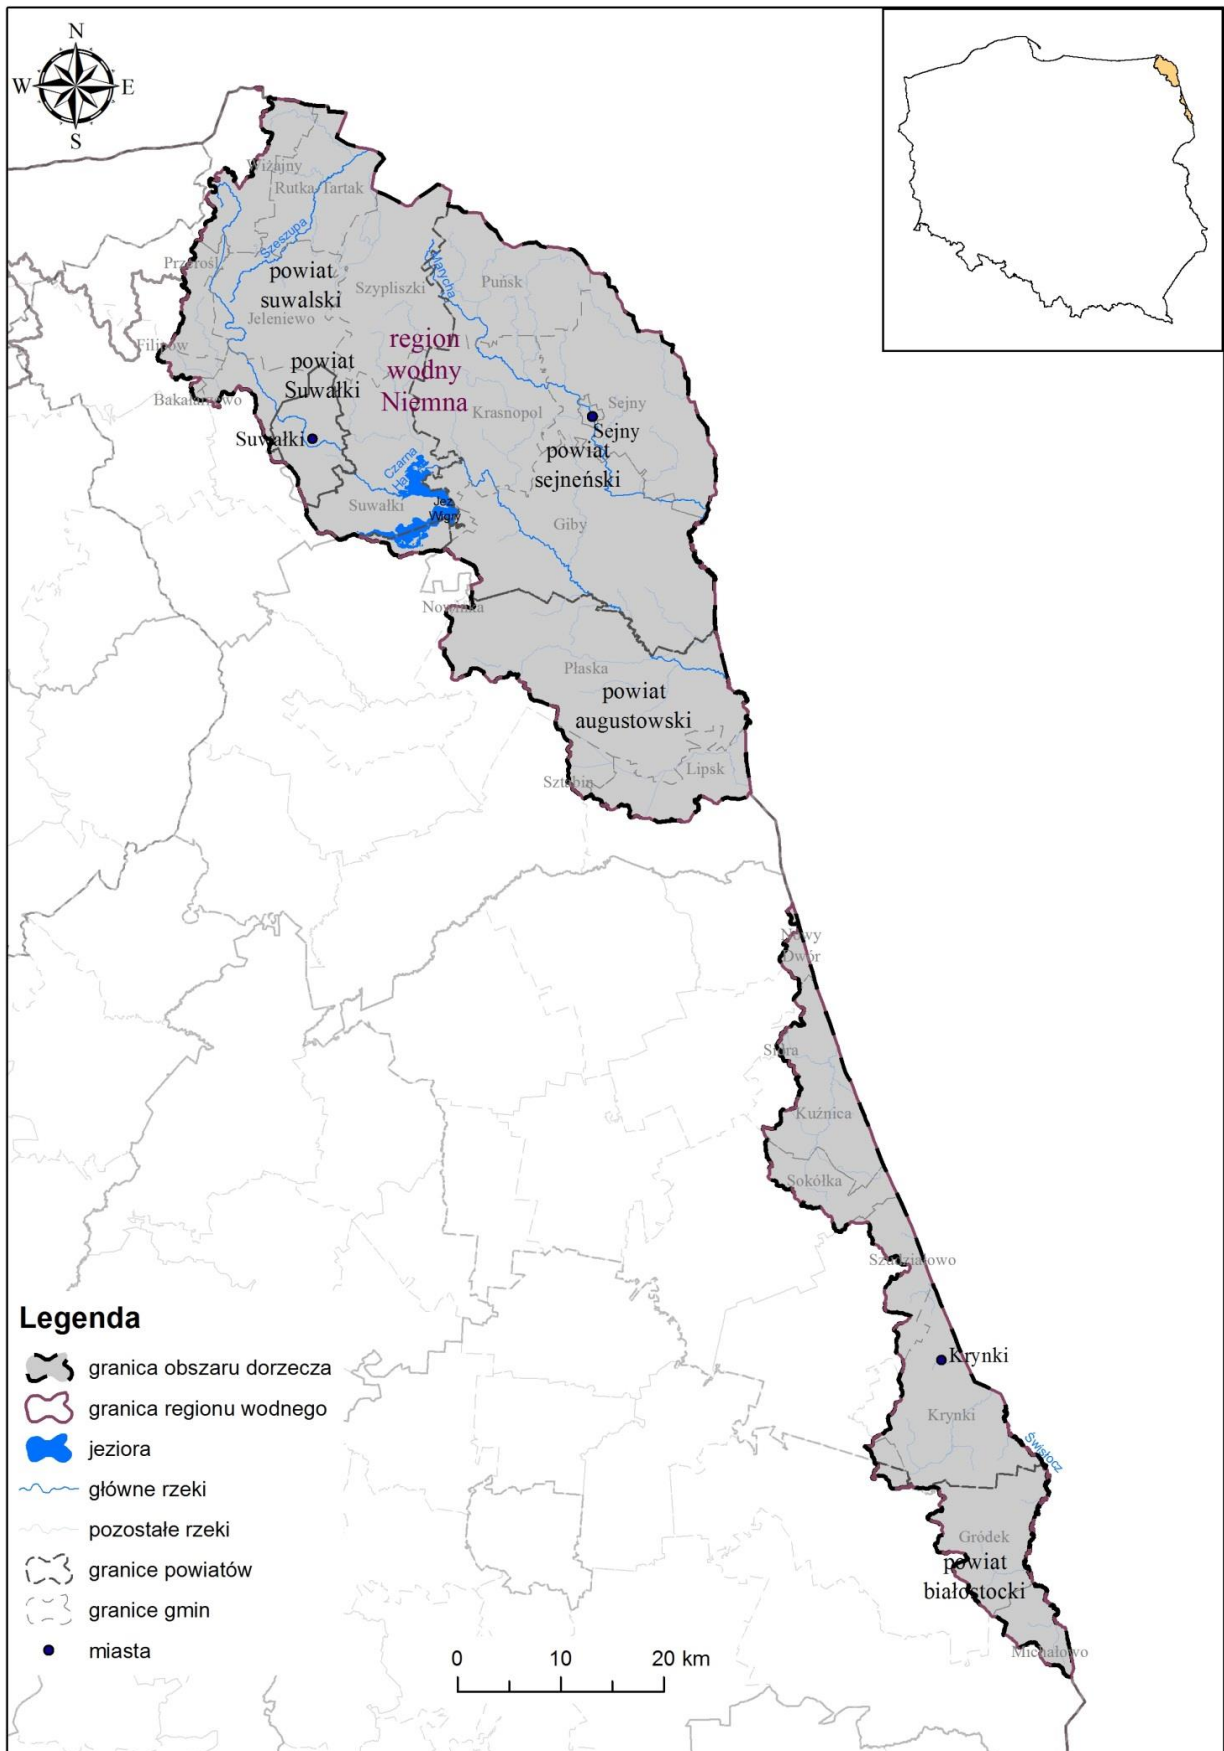 N
W
E
S
Wiżajny
Rutka-Tartak
Szeszupa
Przerośl
powiat
suwalski
Szypliszki
Marycha
Puńsk
Jeleniewo
Filipów
region
wodny
Niemna
powiat
Suwałki
Bakałarzewo
Krasnopol
Sejny
Sejny
Suwałki
powiat
sejneński
Czarna
Hańcza
Suwałki
Jez.
Wigry
Giby
Nowinka
Płaska
powiat
augustowski
Sztabin
Lipsk
Nowy
Dwór
Sidra
Kuźnica
Sokółka
Szudziałowo
Krynki
Krynki
Świsłocz
Gródek
powiat
białostocki
Michałowo
Legenda
granica obszaru dorzecza
granica regionu wodnego
jeziora
główne rzeki
pozostałe rzeki
granice powiatów
granice gmin
miasta
0 10 20 km